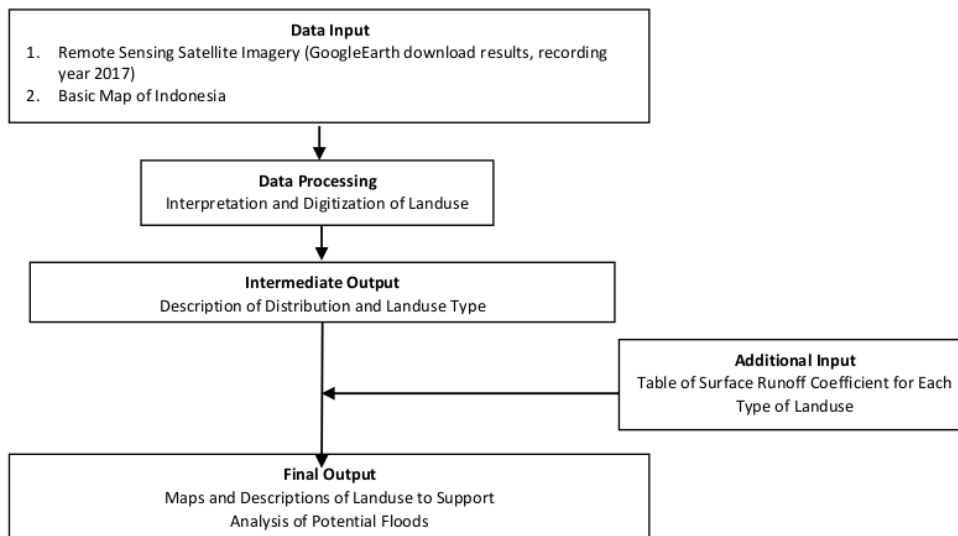 Data Input
1. Remote Sensing Satellite Imagery (GoogleEarth download results, recording
year 2017)
2. Basic Map of Indonesia
Data Processing
Interpretation and Digitization of Landuse
Intermediate Output
Description of Distribution and Landuse Type
Additional Input
Table of Surface Runoff Coefficient for Each
Type of Landuse
Final Output
Maps and Descriptions of Landuse to Support
Analysis of Potential Floods